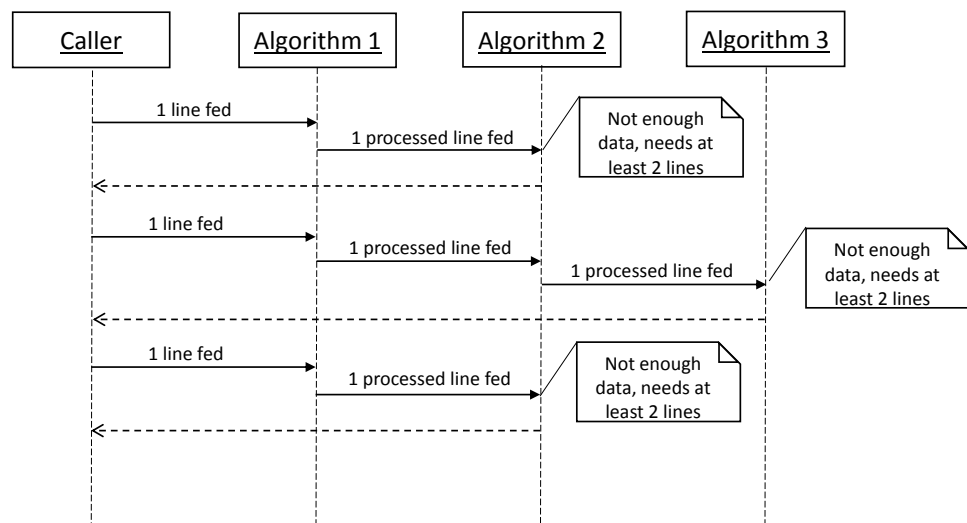 Caller
Algorithm 1
Algorithm 2
Algorithm 3
1 line fed
1 processed line fed
Not enough
data, needs at
least 2 lines
1 line fed
1 processed line fed
1 processed line fed
Not enough
data, needs at
least 2 lines
1 line fed
1 processed line fed
Not enough
data, needs at
least 2 lines